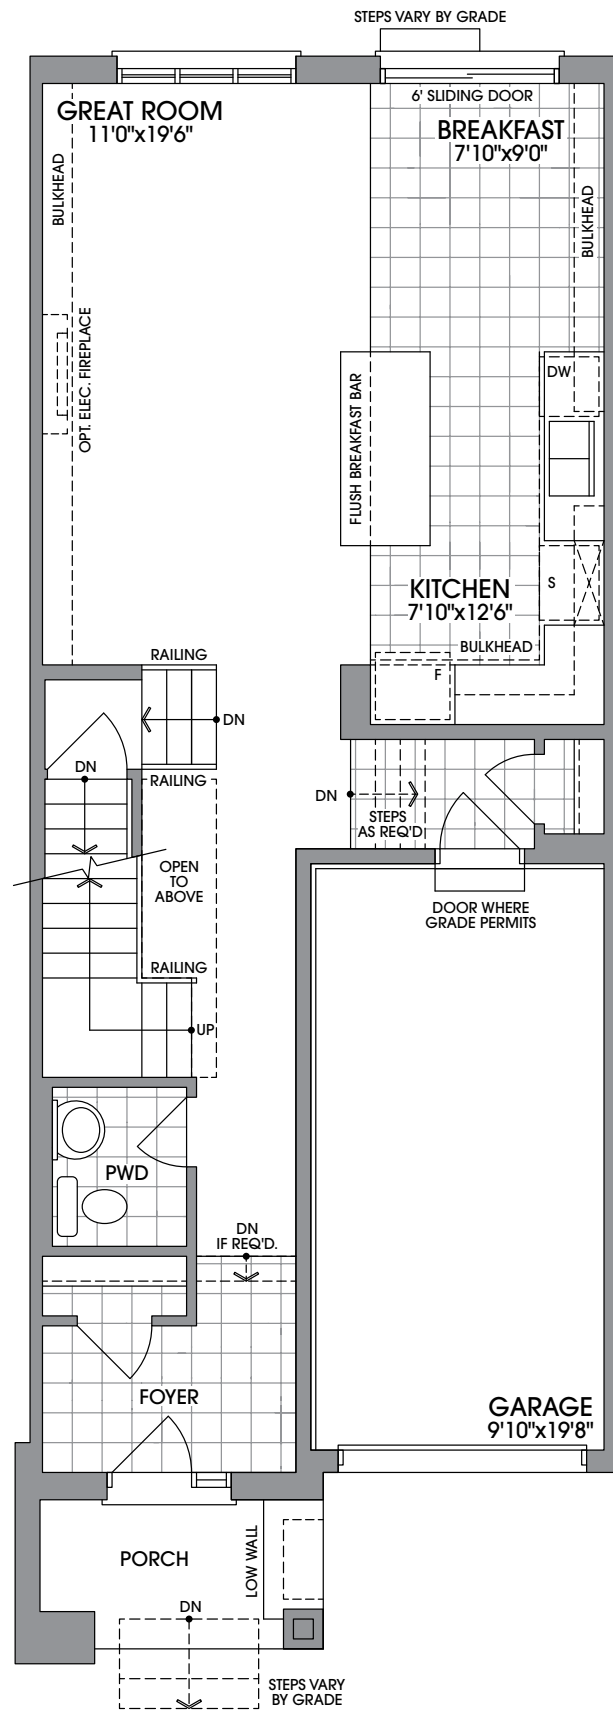 STEPS VARY BY GRADE
6' SLIDING DOOR
GREAT ROOM
11'0"x19'6"
BREAKFAST
7'10"x9'0"
BULKHEAD
BULKHEAD
OPT. ELEC. FIREPLACE
DW
FLUSH BREAKFAST BAR
KITCHEN
7'10"x12'6"
S
BULKHEAD
RAILING
F
DN
DN
RAILING
DN
STEPS
AS REQ'D
OPEN
TO
ABOVE
DOOR WHERE
GRADE PERMITS
RAILING
UP
PWD
DN
IF REQ'D.
FOYER
GARAGE
9'10"x19'8"
PORCH
LOW WALL
DN
STEPS VARY
BY GRADE